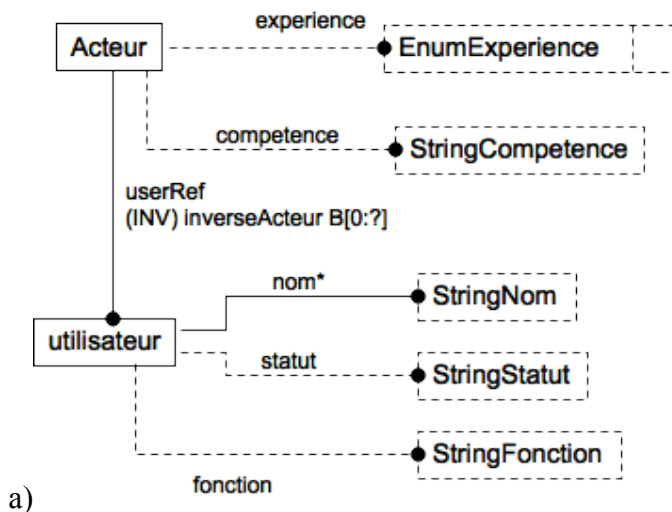 experience
Acteur
EnumExperience
competence
StringCompetence
userRef
(INV) inverseActeur B[0:?]
nom*
StringNom
utilisateur
statut
StringStatut
StringFonction
fonction
a)